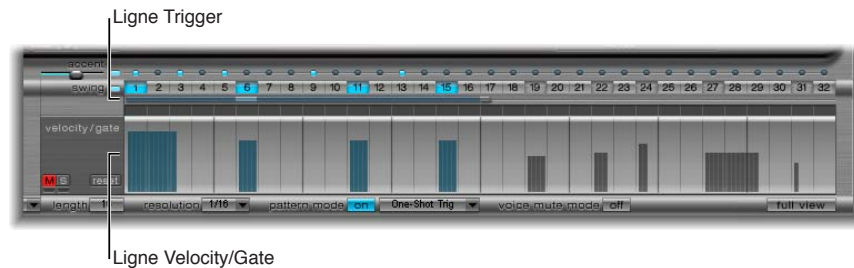 Ligne Trigger
accent
swing 1 2 3 4 5 6 7 8 9 10 11 12 13 14 15 16 17 18 19 20 21 22 23 24 25 26 27 28 29 30 31 32
velocity/gate
M S reset
length resolution 1/16 pattern mode on One-Shot Trig voice mute mode off full view
Ligne Velocity/Gate